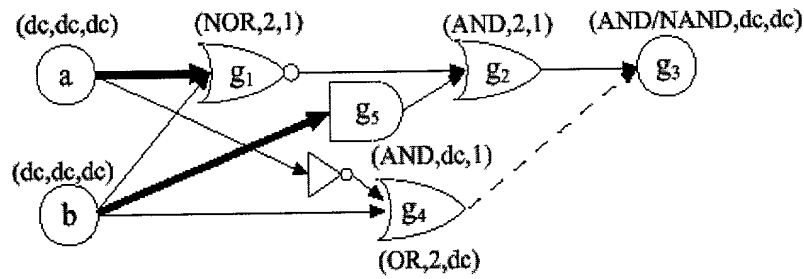 (dc,dc,dc) (NOR,2,1) (AND,2,1) (AND/NAND,dc,dc)
a g1 g2 g3
g5
(dc,dc,dc) (AND,dc,1)
b g4
(OR,2,dc)